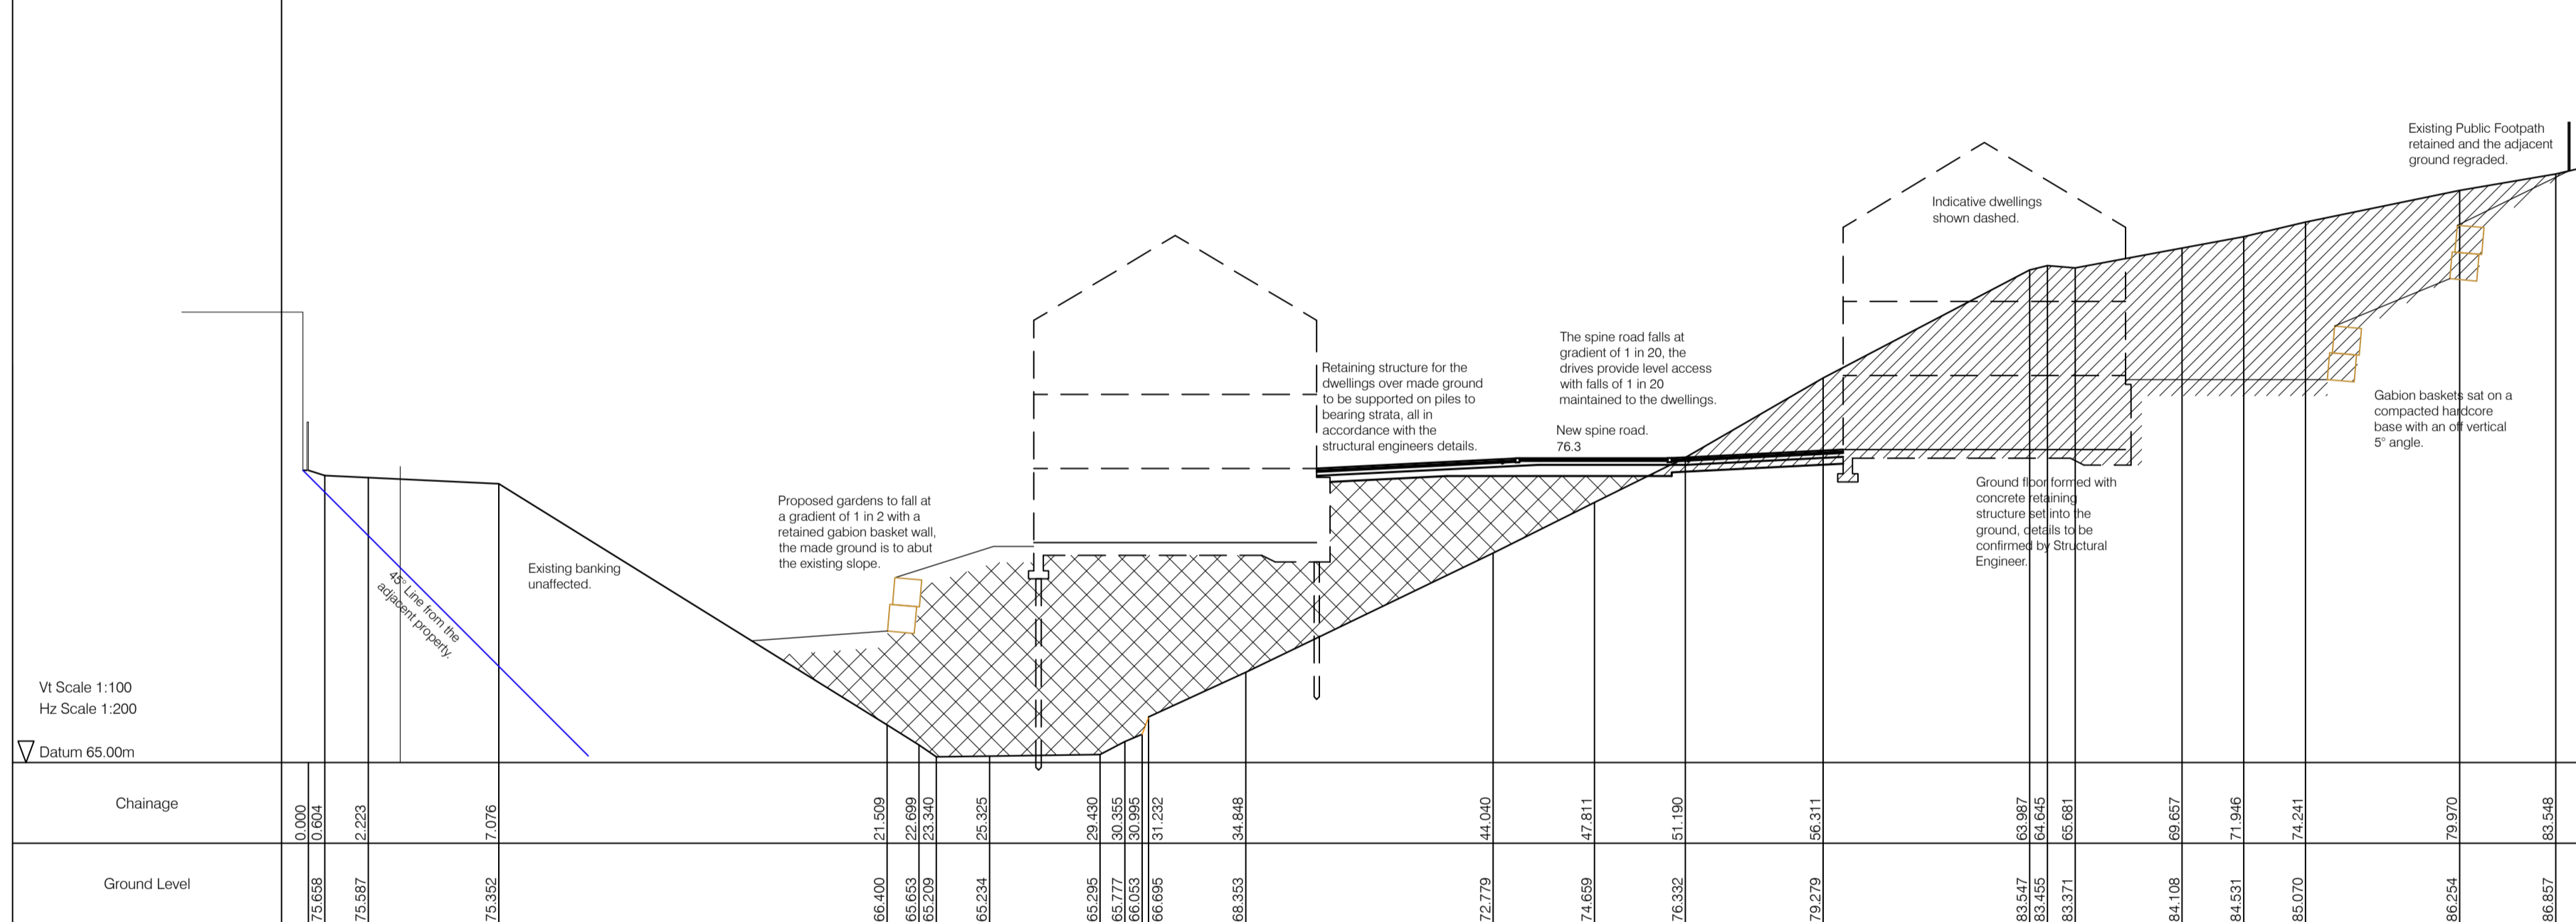 Existing Public Footpath
retained and the adjacent
ground regraded.
Indicative dwellings
shown dashed.
The spine road falls at
gradient of 1 in 20, the
drives provide level access
with falls of 1 in 20
maintained to the dwellings.
New spine road.
76.3
Retaining structure for the
dwellings over made ground
to be supported on piles to
bearing strata, all in
accordance with the
structural engineers details.
Gabion baskets sat on a
compacted hardcore
base with an off vertical
5° angle.
Ground floor formed with
concrete retaining
structure set into the
ground, details to be
confirmed by Structural
Engineer.
Proposed gardens to fall at
a gradient of 1 in 2 with a
retained gabion basket wall,
the made ground is to abut
the existing slope.
Existing banking
unaffected.
45° Line from the
adjacent property.
Vt Scale 1:100
Hz Scale 1:200
Datum 65.00m
Chainage
0.000 0.604 2.223 7.076 21.509 22.699 23.340 25.325 29.430 30.355 30.995 31.232 34.848 44.040 47.811 51.190 56.311 63.987 64.645 65.681 69.657 71.946 74.241 79.970 83.548
Ground Level
75.658 75.587 75.352 66.400 65.653 65.209 65.234 65.295 65.777 66.053 66.695 68.353 72.779 74.659 76.332 79.279 83.547 83.455 83.371 84.108 84.531 85.070 86.254 86.857